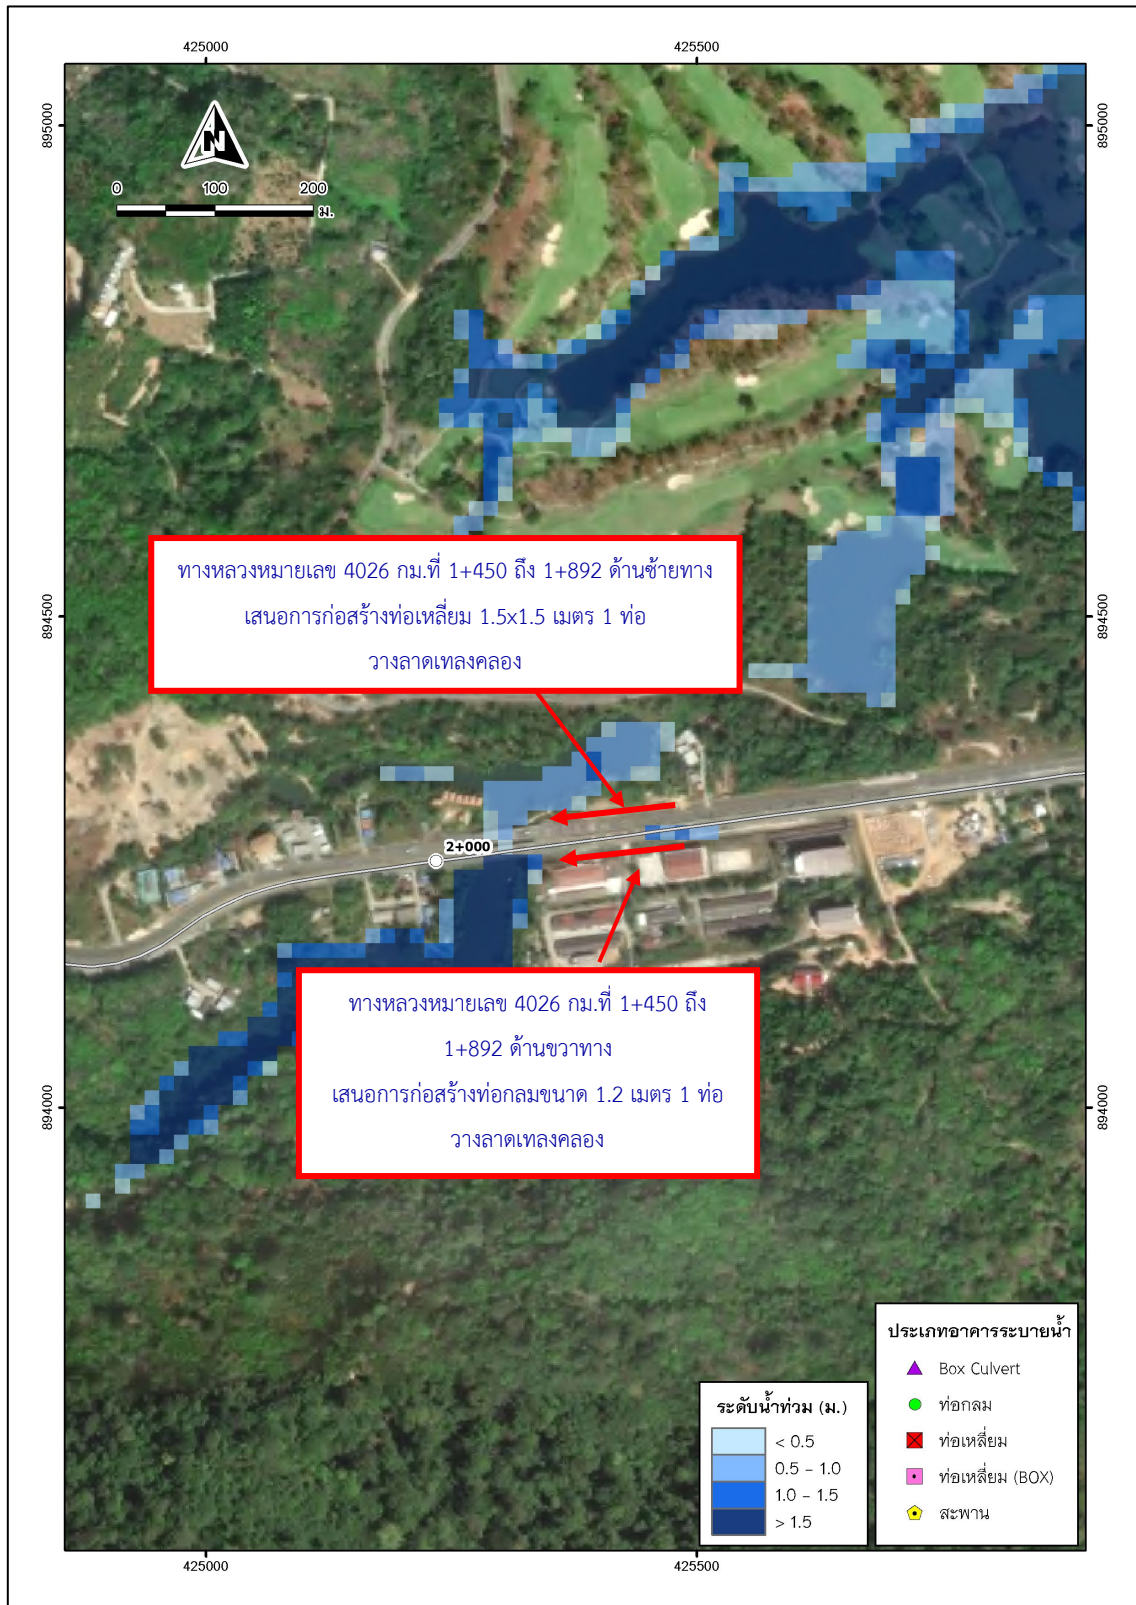 425000
425500
895000
895000
N
0
100
200
ม.
ทางหลวงหมายเลข 4026 กม.ที่ 1+450 ถึง 1+892 ด้านซ้ายทาง
เสนอการก่อสร้างท่อเหลี่ยม 1.5x1.5 เมตร 1 ท่อ
วางลาดเทลงคลอง
894500
894500
2+000
ทางหลวงหมายเลข 4026 กม.ที่ 1+450 ถึง
1+892 ด้านขวาทาง
เสนอการก่อสร้างท่อกลมขนาด 1.2 เมตร 1 ท่อ
วางลาดเทลงคลอง
894000
894000
ระดับน้ำท่วม (ม.)
< 0.5
0.5 - 1.0
1.0 - 1.5
> 1.5
ประเภทอาคารระบายน้ำ
Box Culvert
ท่อกลม
ท่อเหลี่ยม
ท่อเหลี่ยม (BOX)
สะพาน
425000
425500